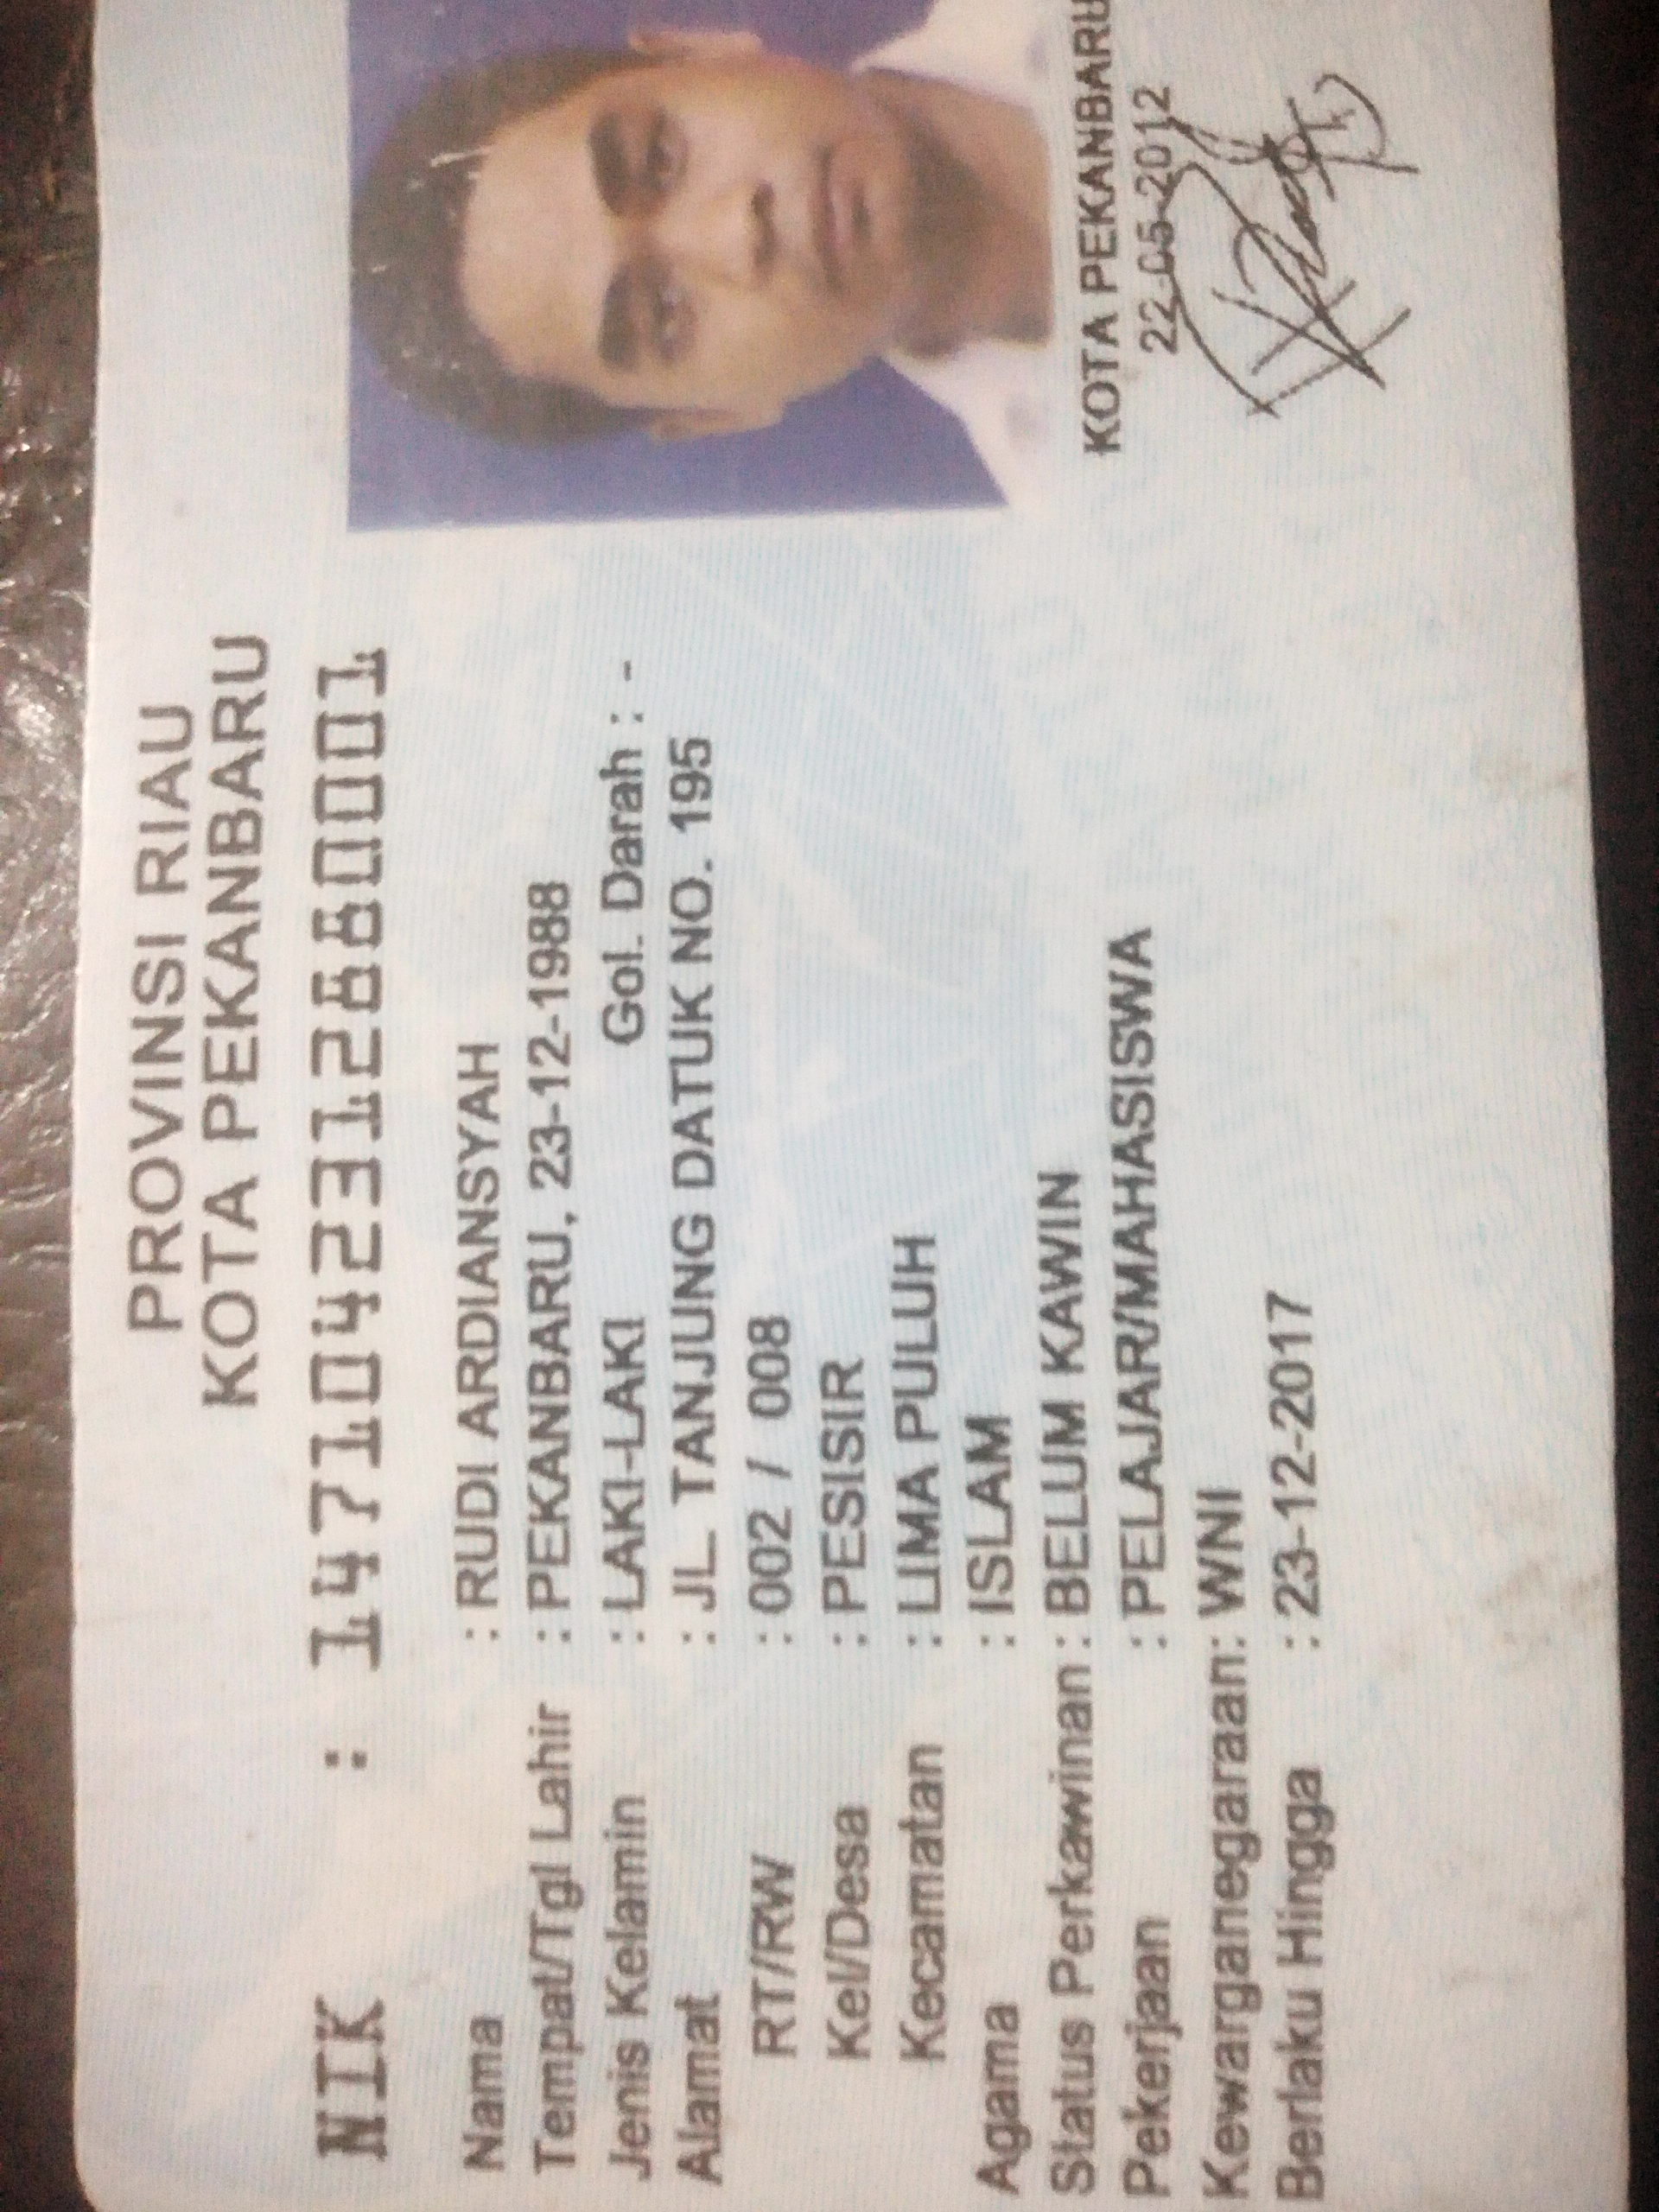 PROVINSI RIAU
KOTA PEKANBARU
NIK : 1471042312880001
Nama : RUDI ARDIANSYAH
Tempat/Tgl Lahir : PEKANBARU, 23-12-1988
Jenis Kelamin : LAKI-LAKI Gol. Darah : -
Alamat : JL. TANJUNG DATUK NO. 195
RT/RW : 002 / 008
Kel/Desa : PESISIR
Kecamatan : LIMA PULUH
Agama : ISLAM
Status Perkawinan : BELUM KAWIN
Pekerjaan : PELAJAR/MAHASISWA
Kewarganegaraan: WNI
Berlaku Hingga : 23-12-2017
KOTA PEKANBARU
22-05-2012